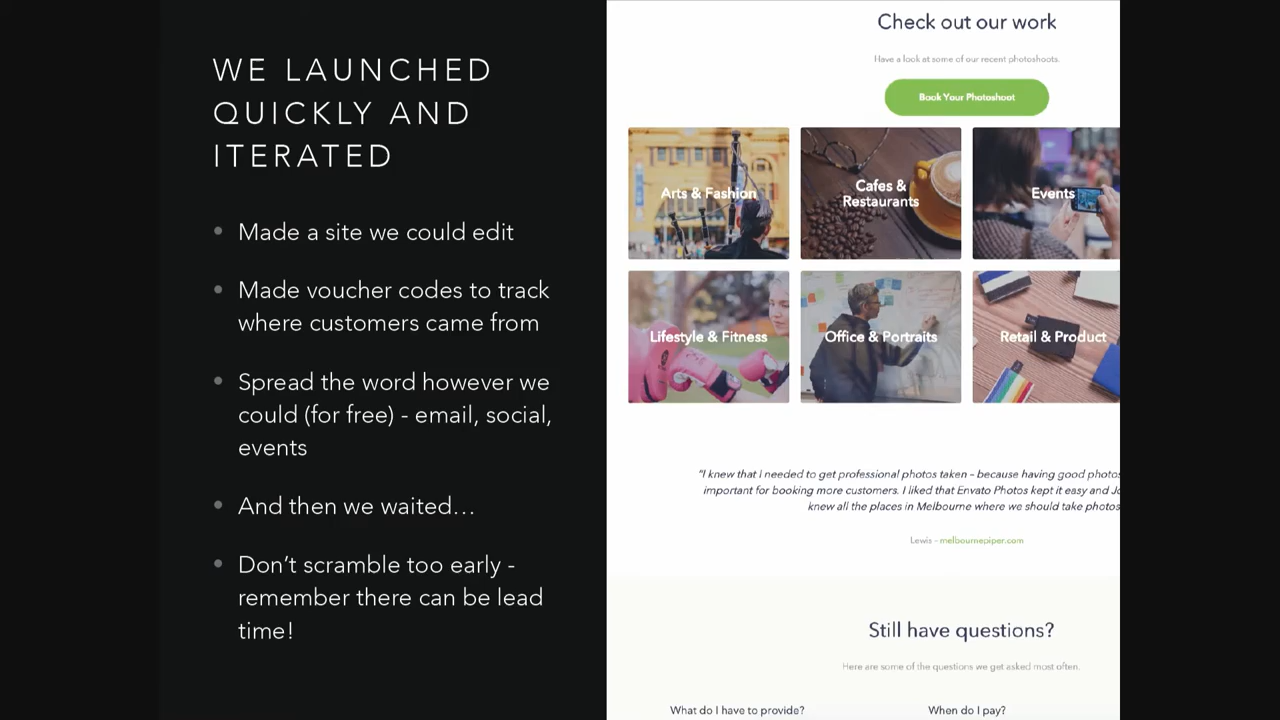 WE LAUNCHED
QUICKLY AND
ITERATED
Made a site we could edit
Made voucher codes to track
where customers came from
Spread the word however we
could (for free) - email, social,
events
And then we waited…
Don’t scramble too early -
remember there can be lead
time!
Check out our work
Have a look at some of our recent photoshoots.
Book Your Photoshoot
Arts & Fashion
Cafes &
Restaurants
Events
Lifestyle & Fitness
Office & Portraits
Retail & Product
"I knew that I needed to get professional photos taken - because having good photos
important for booking more customers. I liked that Envato Photos kept it easy and
knew all the places in Melbourne where we should take photos
Lewis - melbournepiper.com
Still have questions?
Here are some of the questions we get asked most often.
What do I have to provide?
When do I pay?